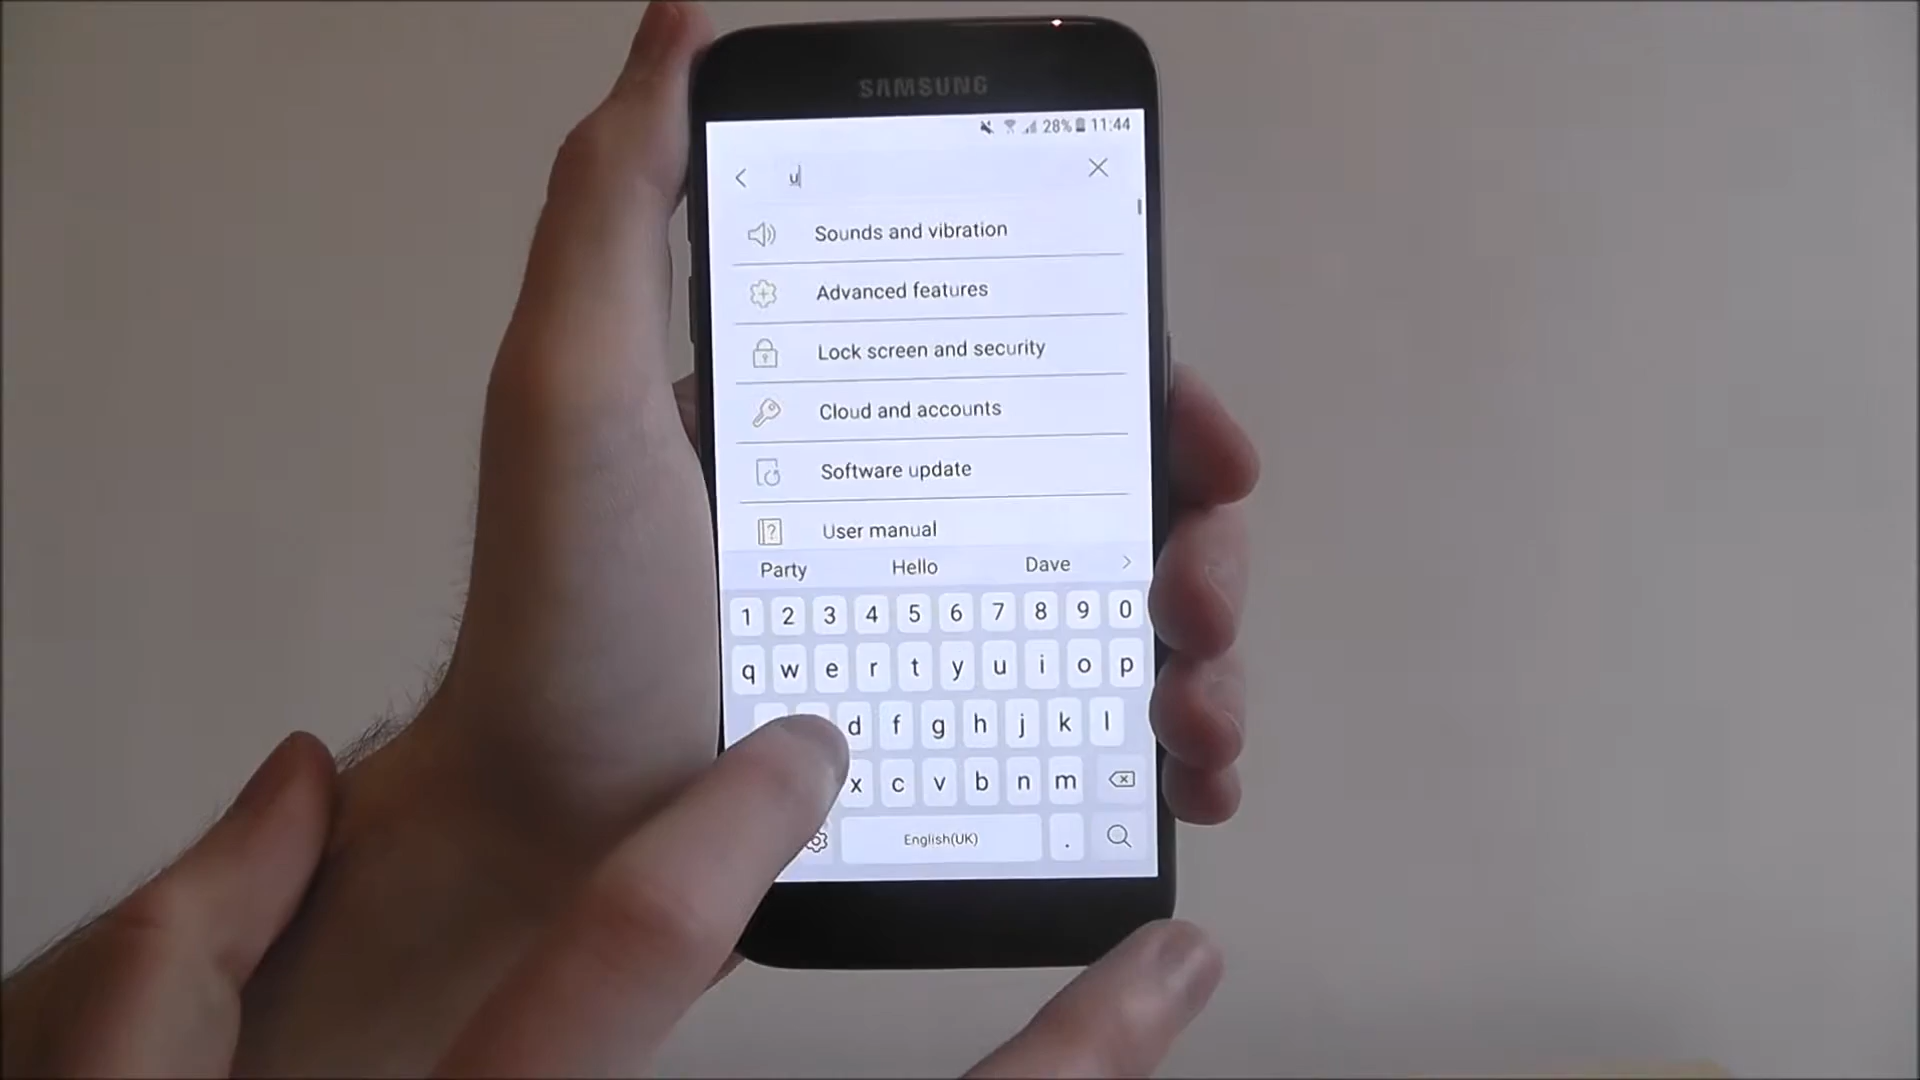 SAMSUNG
28% 11:44
u
Sounds and vibration
Advanced features
Lock screen and security
Cloud and accounts
Software update
User manual
Party Hello Dave
1 2 3 4 5 6 7 8 9 0
q w e r t y u i o p
d f g h j k l
x c v b n m
English(UK) .